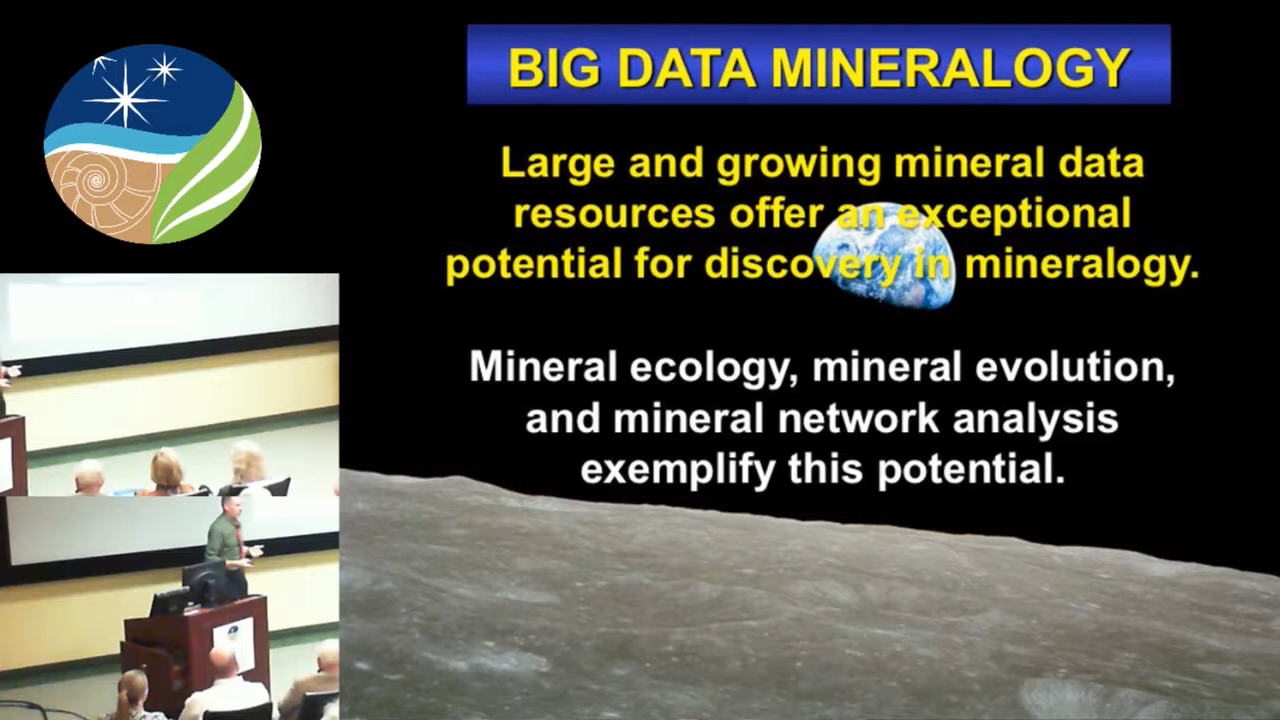 BIG DATA MINERALOGY
Large and growing mineral data
resources offer an exceptional
potential for discovery in mineralogy.
Mineral ecology, mineral evolution,
and mineral network analysis
exemplify this potential.